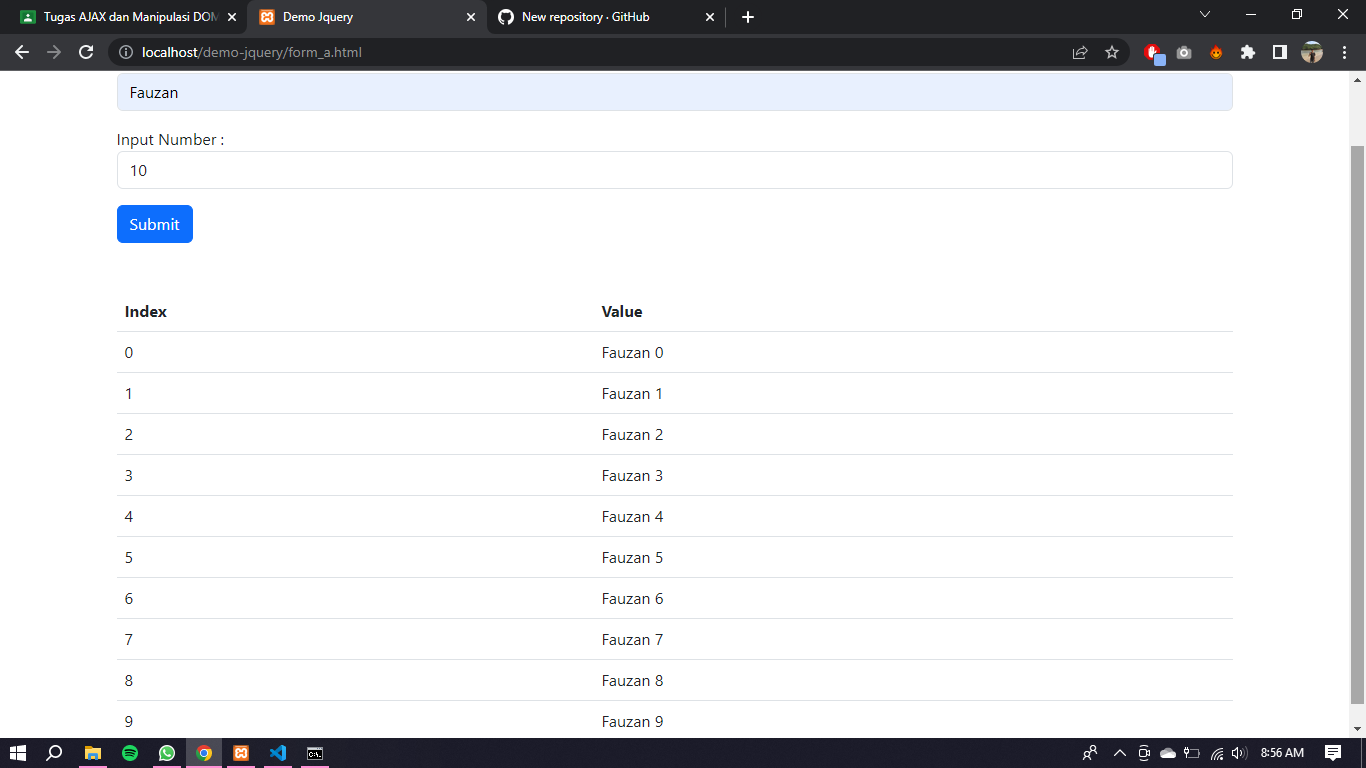 Tugas AJAX dan Manipulasi DOM
Demo Jquery
New repository · GitHub
localhost/demo-jquery/form_a.html
Fauzan
Input Number :
10
Submit
Index Value
0 Fauzan 0
1 Fauzan 1
2 Fauzan 2
3 Fauzan 3
4 Fauzan 4
5 Fauzan 5
6 Fauzan 6
7 Fauzan 7
8 Fauzan 8
9 Fauzan 9
8:56 AM